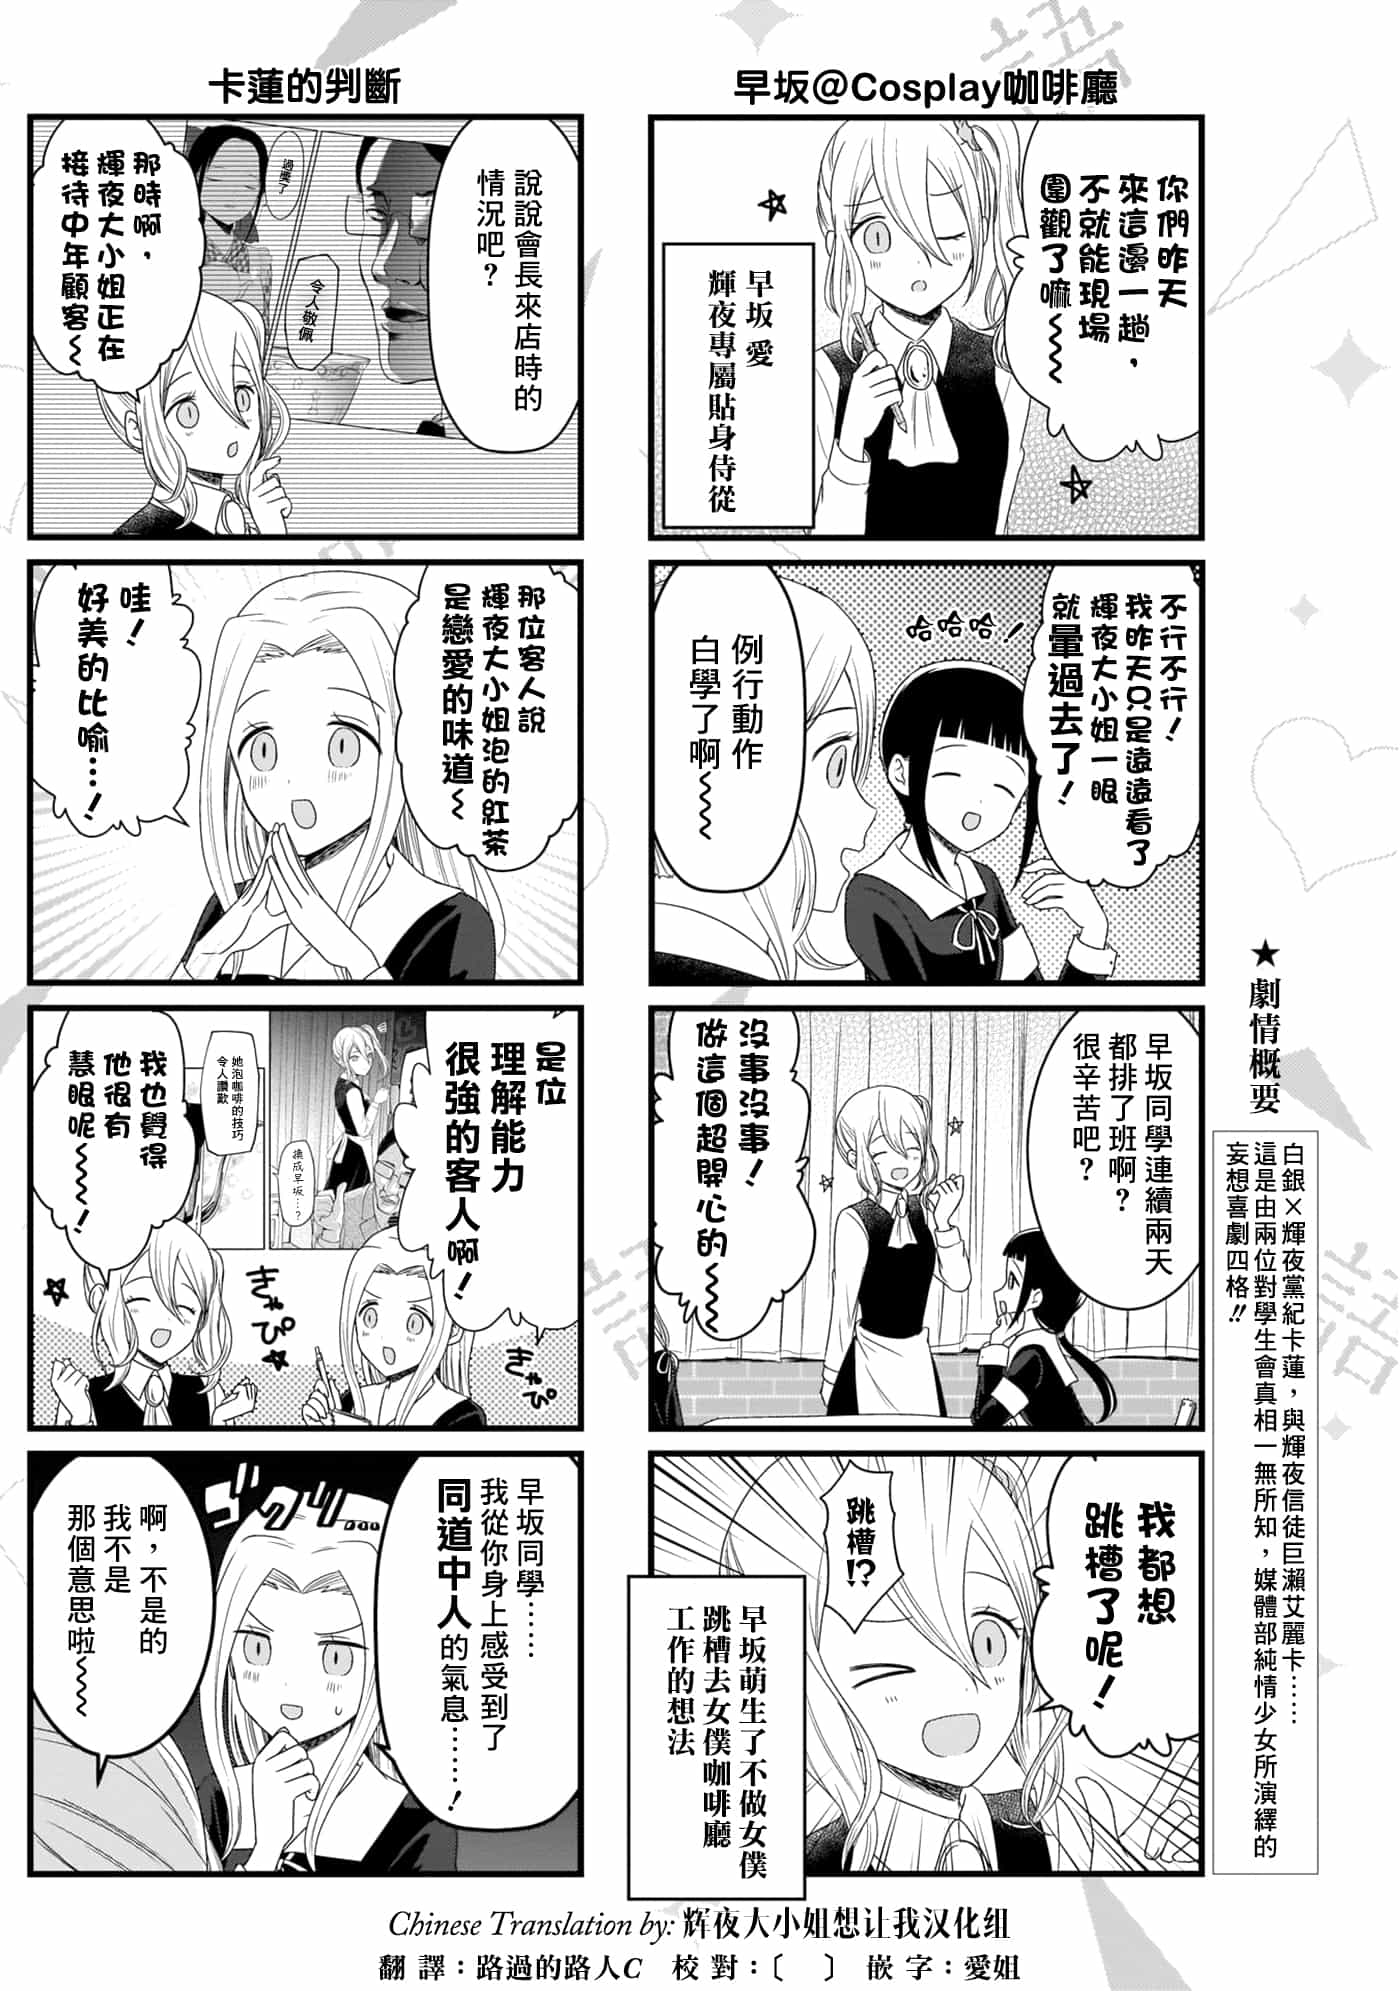 早坂@Cosplay咖啡廳
你們昨天
來這邊一趟，
不就能現場
圍觀了嘛～
早坂 愛
輝夜專屬貼身侍從
不行不行！
我昨天只是遠遠看了
輝夜大小姐一眼
就暈過去了！
哈哈哈！
例行動作
白學了啊～
早坂同學連續兩天
都排了班啊？
很辛苦吧？
沒事沒事！
做這個超開心的～
我都想
跳槽了呢！
跳槽!?
早坂萌生了不做女僕
跳槽去女僕咖啡廳
工作的想法
卡蓮的判斷
說說會長來店時的
情況吧？
過獎了
令人敬佩
那時啊，
輝夜大小姐正在
接待中年顧客～
那位客人說
輝夜大小姐泡的紅茶
是戀愛的味道～
哇！
好美的比喻…！
是位
理解能力
很強的客人啊！
換成早坂…？
她泡咖啡的技巧
令人讚歎
我也覺得
他很有
慧眼呢～
きゃぴ
きゃぴ
早坂同學……
我從你身上感受到了
同道中人的氣息……！
ゴクリ…
啊，不是的
我不是
那個意思啦～
★劇情概要
白銀×輝夜黨紀卡蓮，與輝夜信徒巨瀨艾麗卡……
這是由兩位對學生會真相一無所知，媒體部純情少女所演繹的
妄想喜劇四格!!
Chinese Translation by: 辉夜大小姐想让我汉化组
翻譯：路過的路人C 校對：〔 〕 嵌字：愛姐